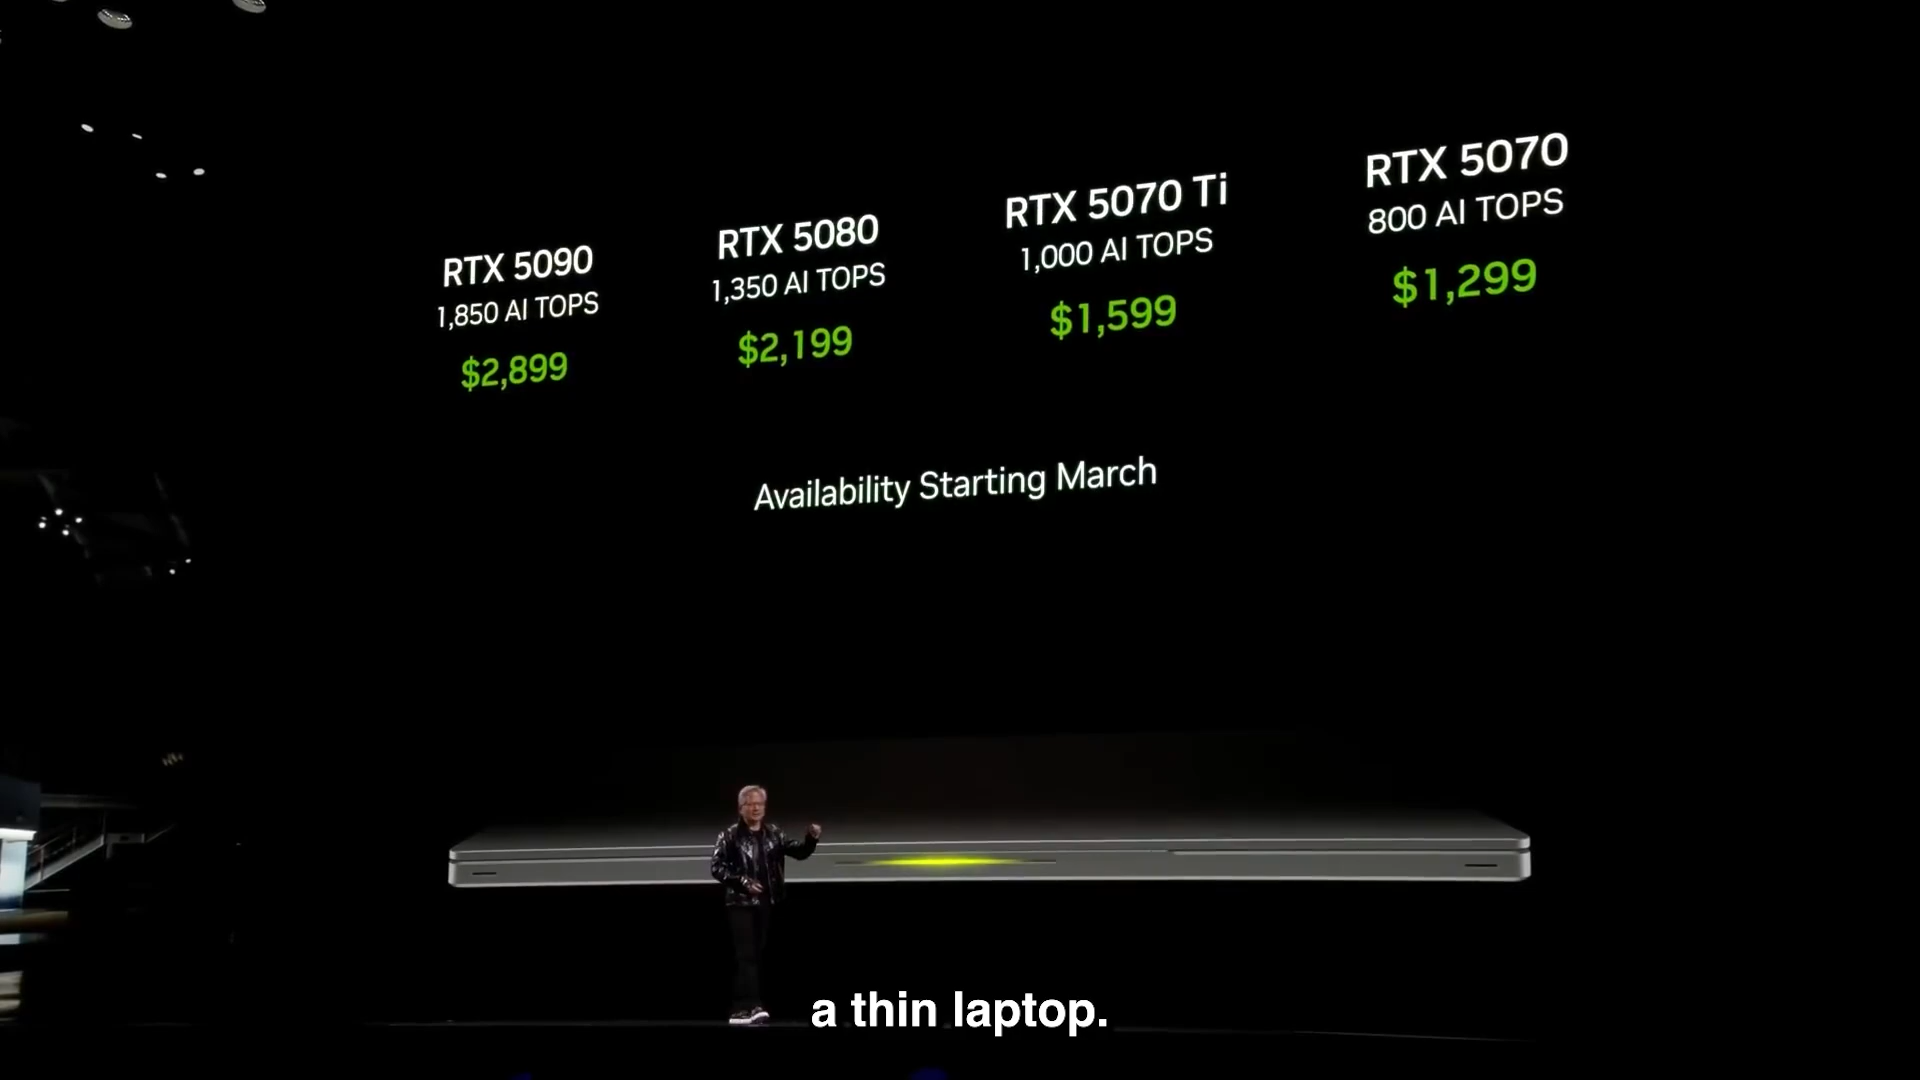 RTX 5090
1,850 AI TOPS
$2,899
RTX 5080
1,350 AI TOPS
$2,199
RTX 5070 Ti
1,000 AI TOPS
$1,599
RTX 5070
800 AI TOPS
$1,299
Availability Starting March
a thin laptop.